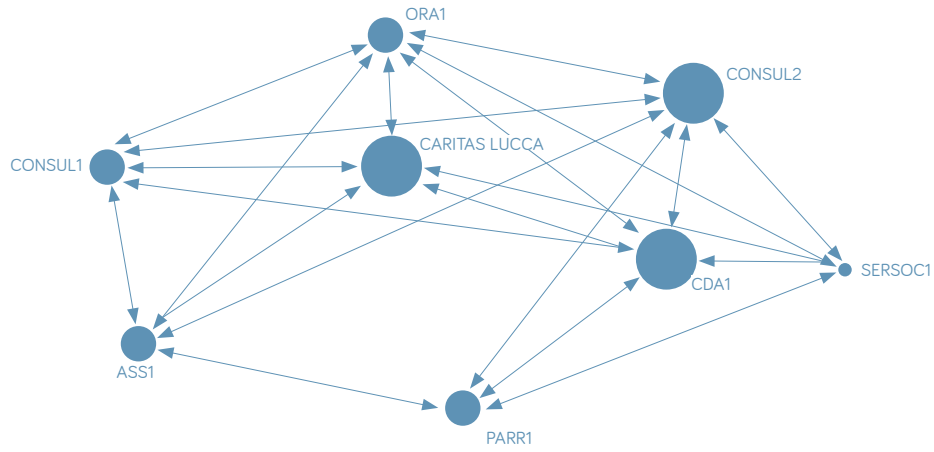 ORA1
CONSUL2
CARITAS LUCCA
CONSUL1
SERSOC1
CDA1
ASS1
PARR1